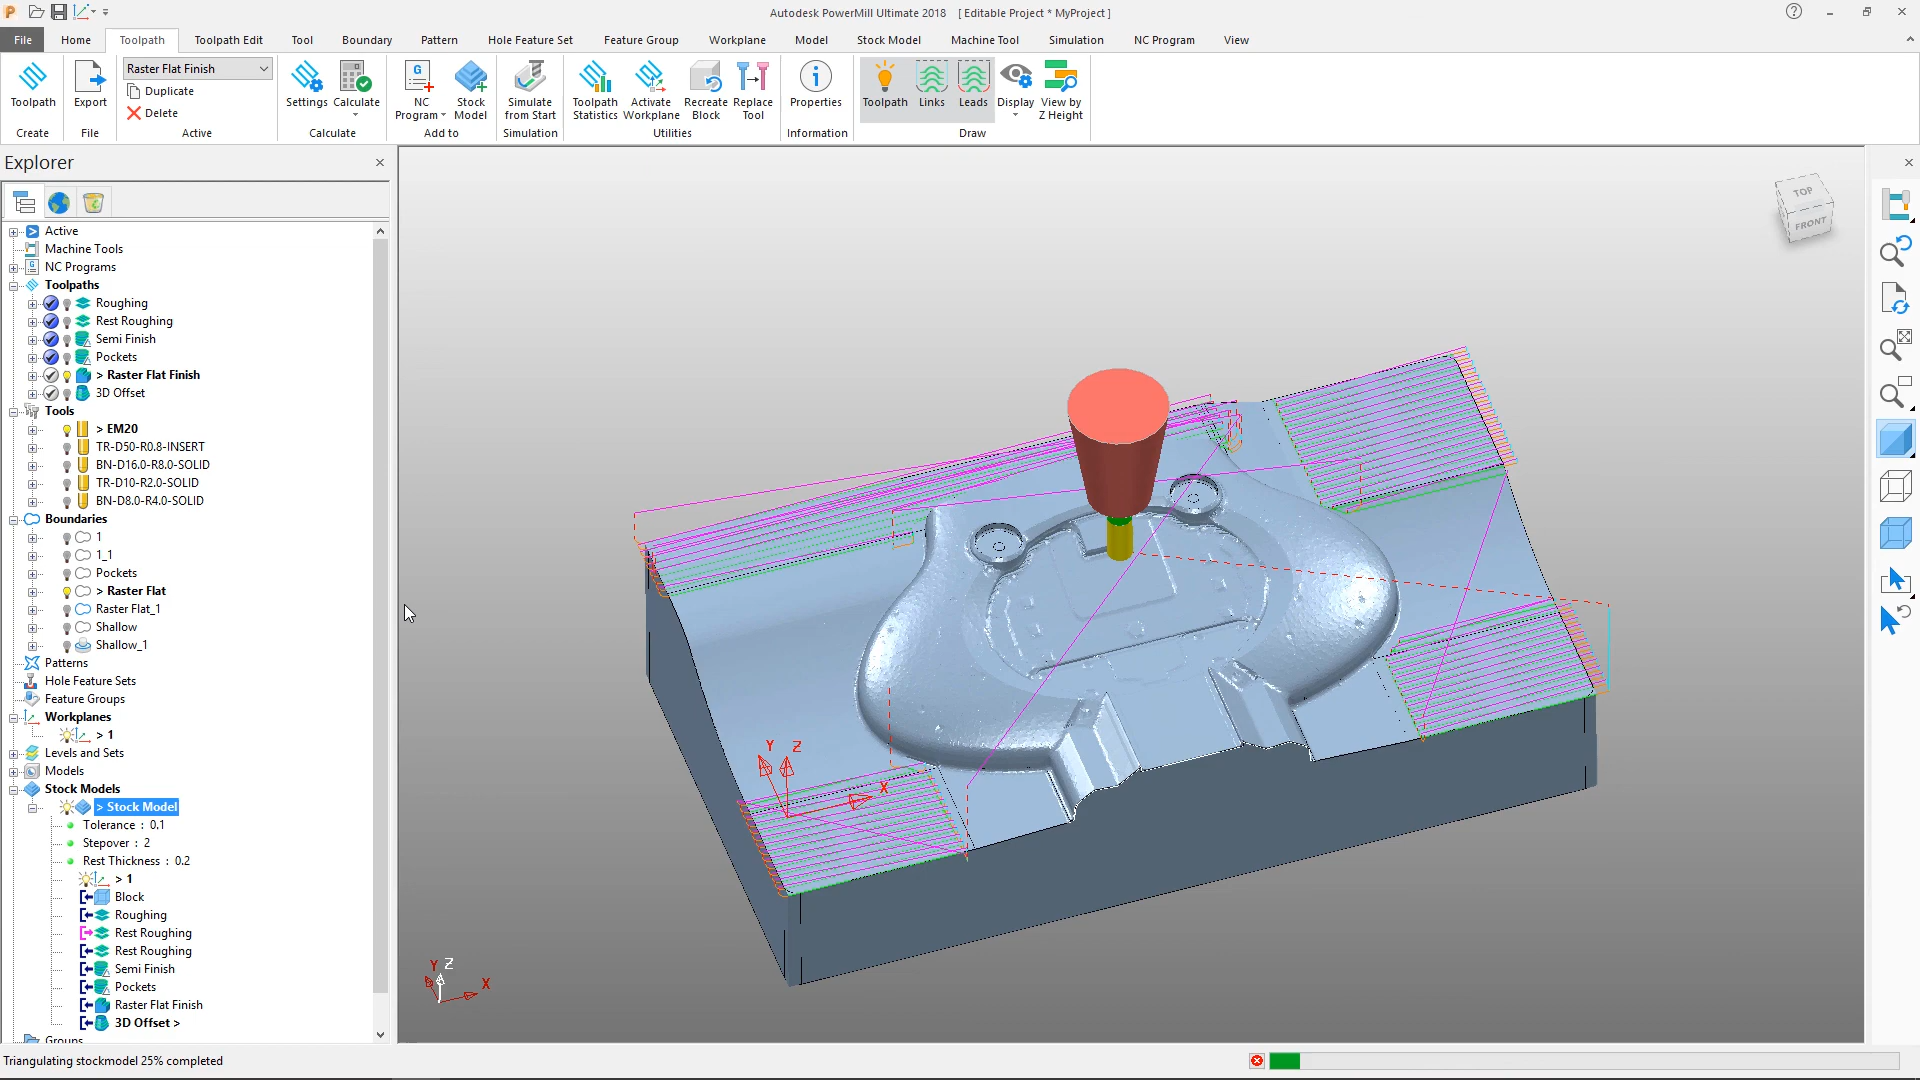 Autodesk PowerMill Ultimate 2018 [ Editable Project * MyProject ]
File Home Toolpath Toolpath Edit Tool Boundary Pattern Hole Feature Set Feature Group Workplane Model Stock Model Machine Tool Simulation NC Program View
Toolpath
Create
Export
File
Raster Flat Finish
Duplicate
Delete
Active
Settings
Calculate
Calculate
NC Program
Stock Model
Add to
Simulate from Start
Simulation
Toolpath Statistics
Activate Workplane
Recreate Block
Replace Tool
Utilities
Properties
Information
Toolpath
Links
Leads
Display
View by Z Height
Draw
Explorer
Active
Machine Tools
NC Programs
Toolpaths
Roughing
Rest Roughing
Semi Finish
Pockets
> Raster Flat Finish
3D Offset
Tools
> EM20
TR-D50-R0.8-INSERT
BN-D16.0-R8.0-SOLID
TR-D10-R2.0-SOLID
BN-D8.0-R4.0-SOLID
Boundaries
1
1_1
Pockets
> Raster Flat
Raster Flat_1
Shallow
Shallow_1
Patterns
Hole Feature Sets
Feature Groups
Workplanes
> 1
Levels and Sets
Models
Stock Models
> Stock Model
Tolerance : 0.1
Stepover : 2
Rest Thickness : 0.2
> 1
Block
Roughing
Rest Roughing
Rest Roughing
Semi Finish
Pockets
Raster Flat Finish
3D Offset >
Groups
TOP
FRONT
Y Z
X
Y Z
X
Triangulating stockmodel 25% completed